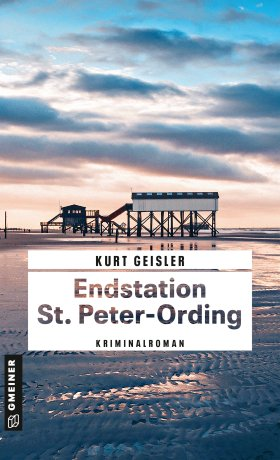 KURT GEISLER
Endstation
St. Peter-Ording
KRIMINALROMAN
GMEINER